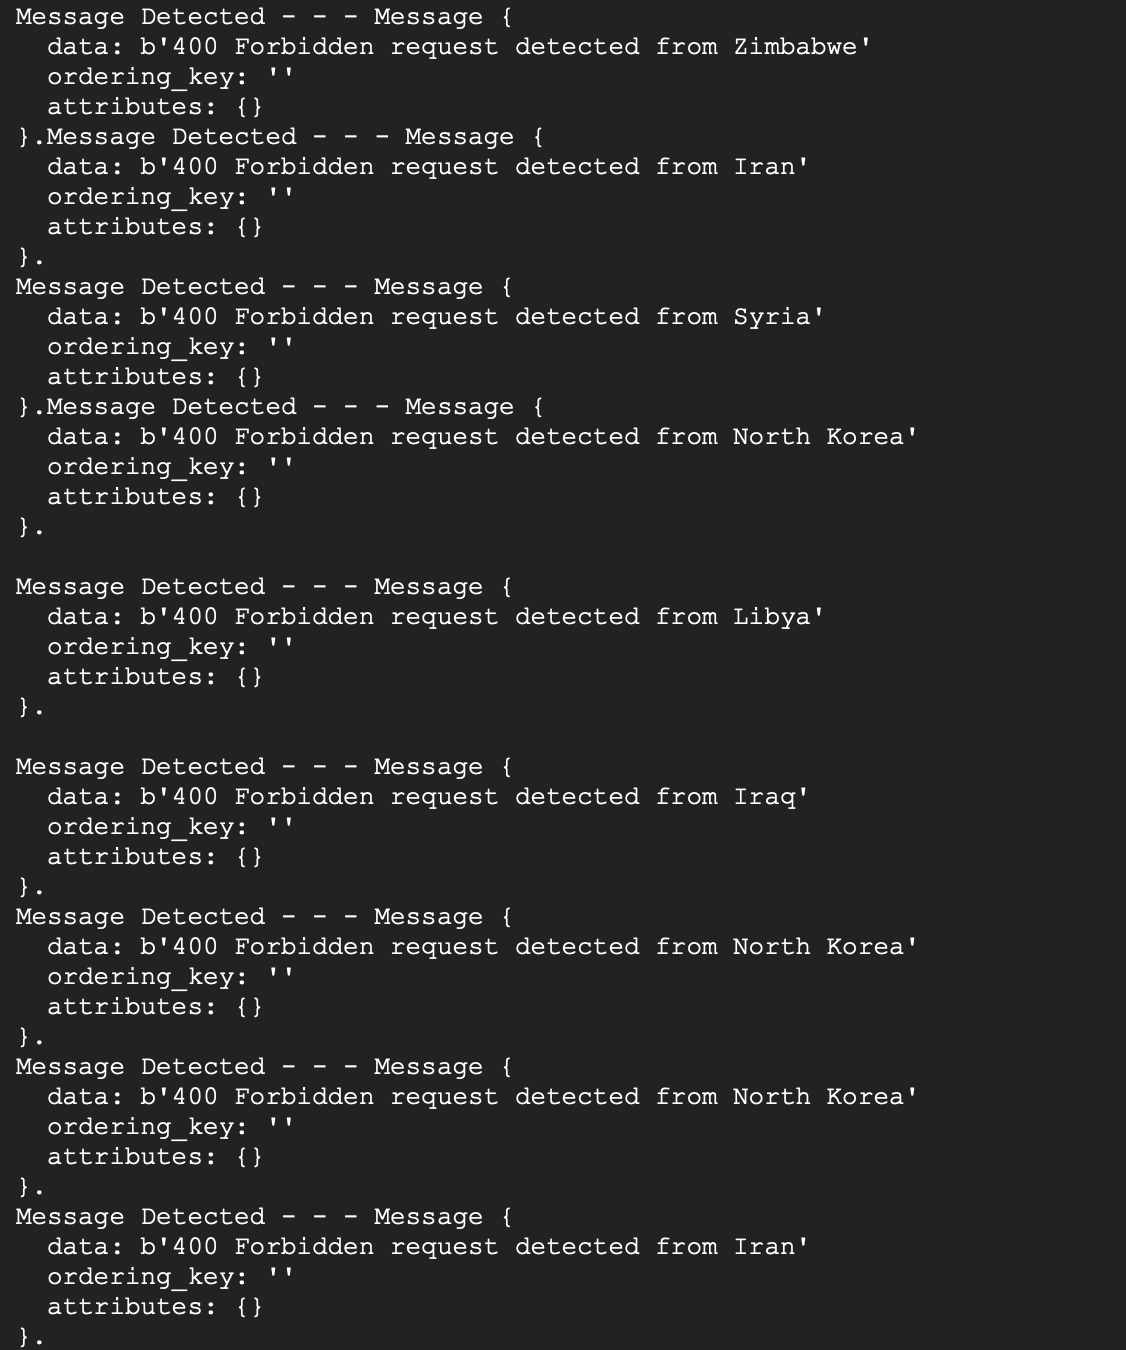 Message Detected - - - Message {
  data: b'400 Forbidden request detected from Zimbabwe'
  ordering_key: ''
  attributes: {}
}.Message Detected - - - Message {
  data: b'400 Forbidden request detected from Iran'
  ordering_key: ''
  attributes: {}
}.
Message Detected - - - Message {
  data: b'400 Forbidden request detected from Syria'
  ordering_key: ''
  attributes: {}
}.Message Detected - - - Message {
  data: b'400 Forbidden request detected from North Korea'
  ordering_key: ''
  attributes: {}
}.

Message Detected - - - Message {
  data: b'400 Forbidden request detected from Libya'
  ordering_key: ''
  attributes: {}
}.

Message Detected - - - Message {
  data: b'400 Forbidden request detected from Iraq'
  ordering_key: ''
  attributes: {}
}.
Message Detected - - - Message {
  data: b'400 Forbidden request detected from North Korea'
  ordering_key: ''
  attributes: {}
}.
Message Detected - - - Message {
  data: b'400 Forbidden request detected from North Korea'
  ordering_key: ''
  attributes: {}
}.
Message Detected - - - Message {
  data: b'400 Forbidden request detected from Iran'
  ordering_key: ''
  attributes: {}
}.